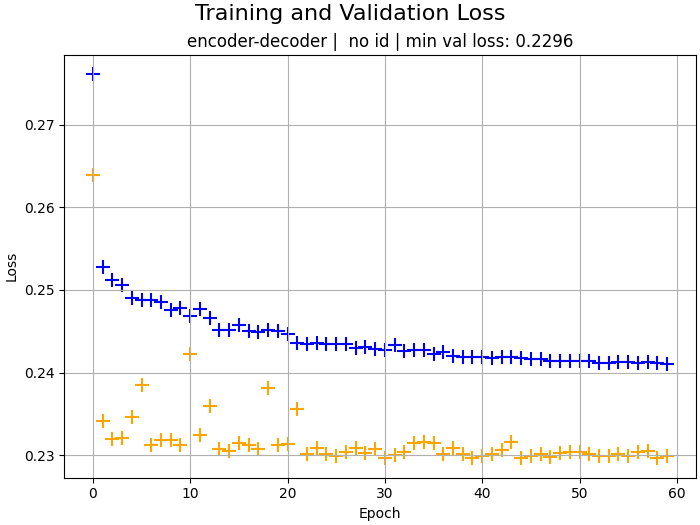 Training and Validation Loss
encoder-decoder |  no id | min val loss: 0.2296
0.27
0.26
0.25
0.24
0.23
Loss
0 10 20 30 40 50 60
Epoch